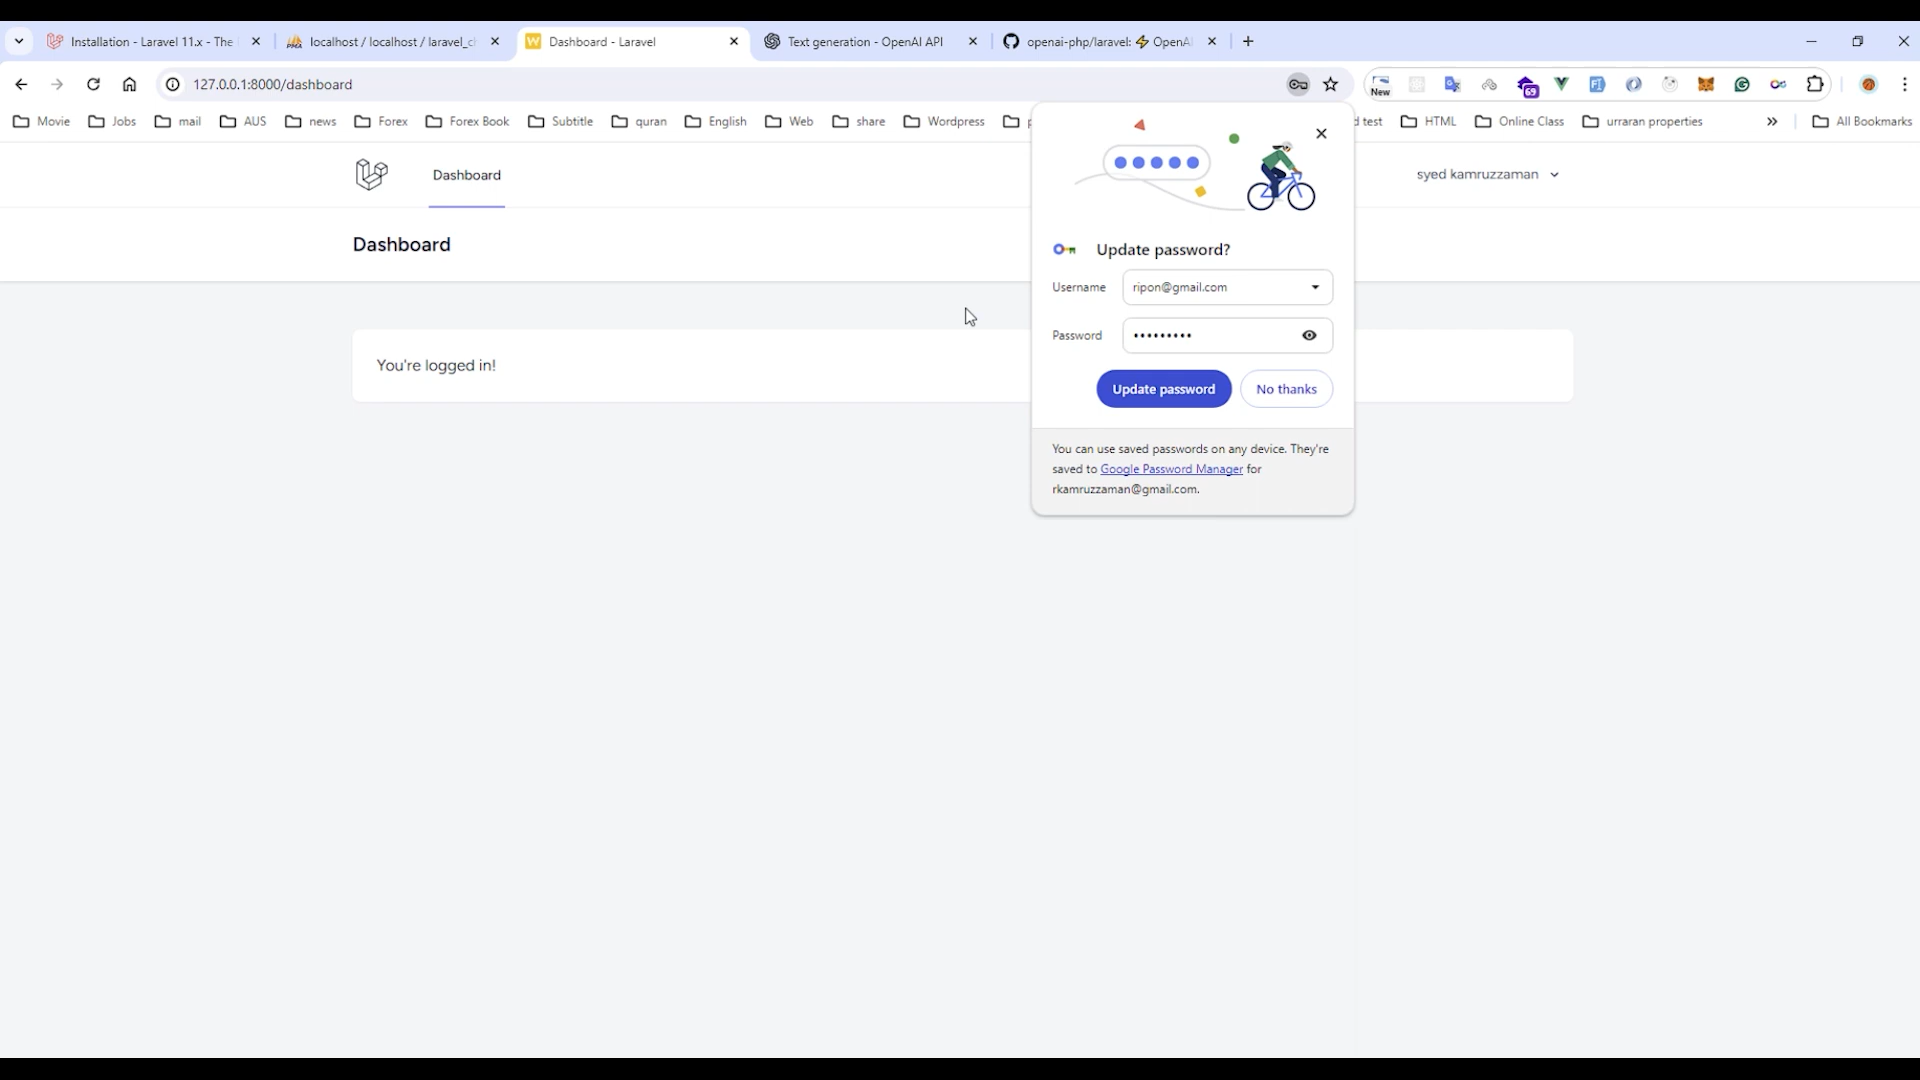 Installation - Laravel 11.x - The
localhost / localhost / laravel_c
Dashboard - Laravel
Text generation - OpenAI API
openai-php/laravel: ⚡ OpenA
127.0.0.1:8000/dashboard
New
69
Movie
Jobs
mail
AUS
news
Forex
Forex Book
Subtitle
quran
English
Web
share
Wordpress
d test
HTML
Online Class
urraran properties
All Bookmarks
Dashboard
syed kamruzzaman
Dashboard
You're logged in!
Update password?
Username
ripon@gmail.com
Password
•••••••••
Update password
No thanks
You can use saved passwords on any device. They're
saved to Google Password Manager for
rkamruzzaman@gmail.com.